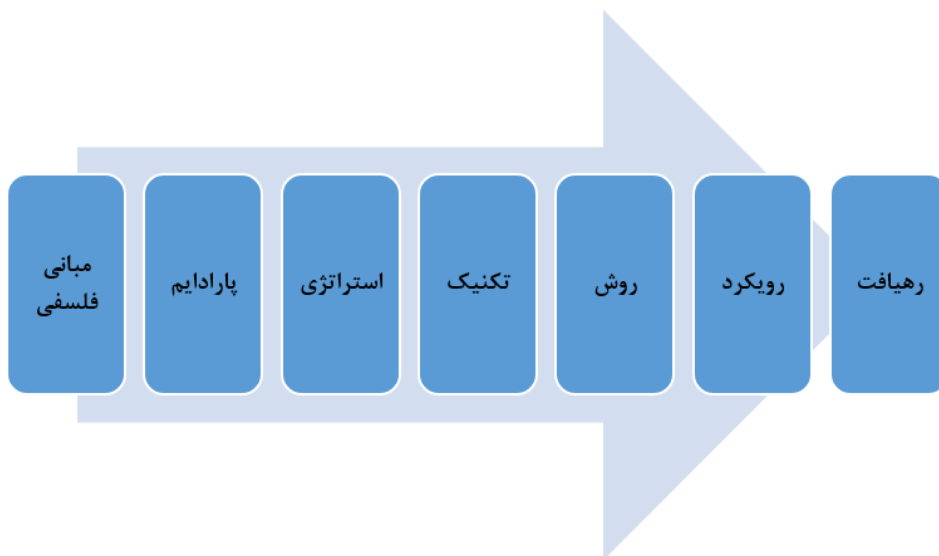 مبانی
فلسفی
پارادایم
استراتژی
تکنیک
روش
رویکرد
رهیافت